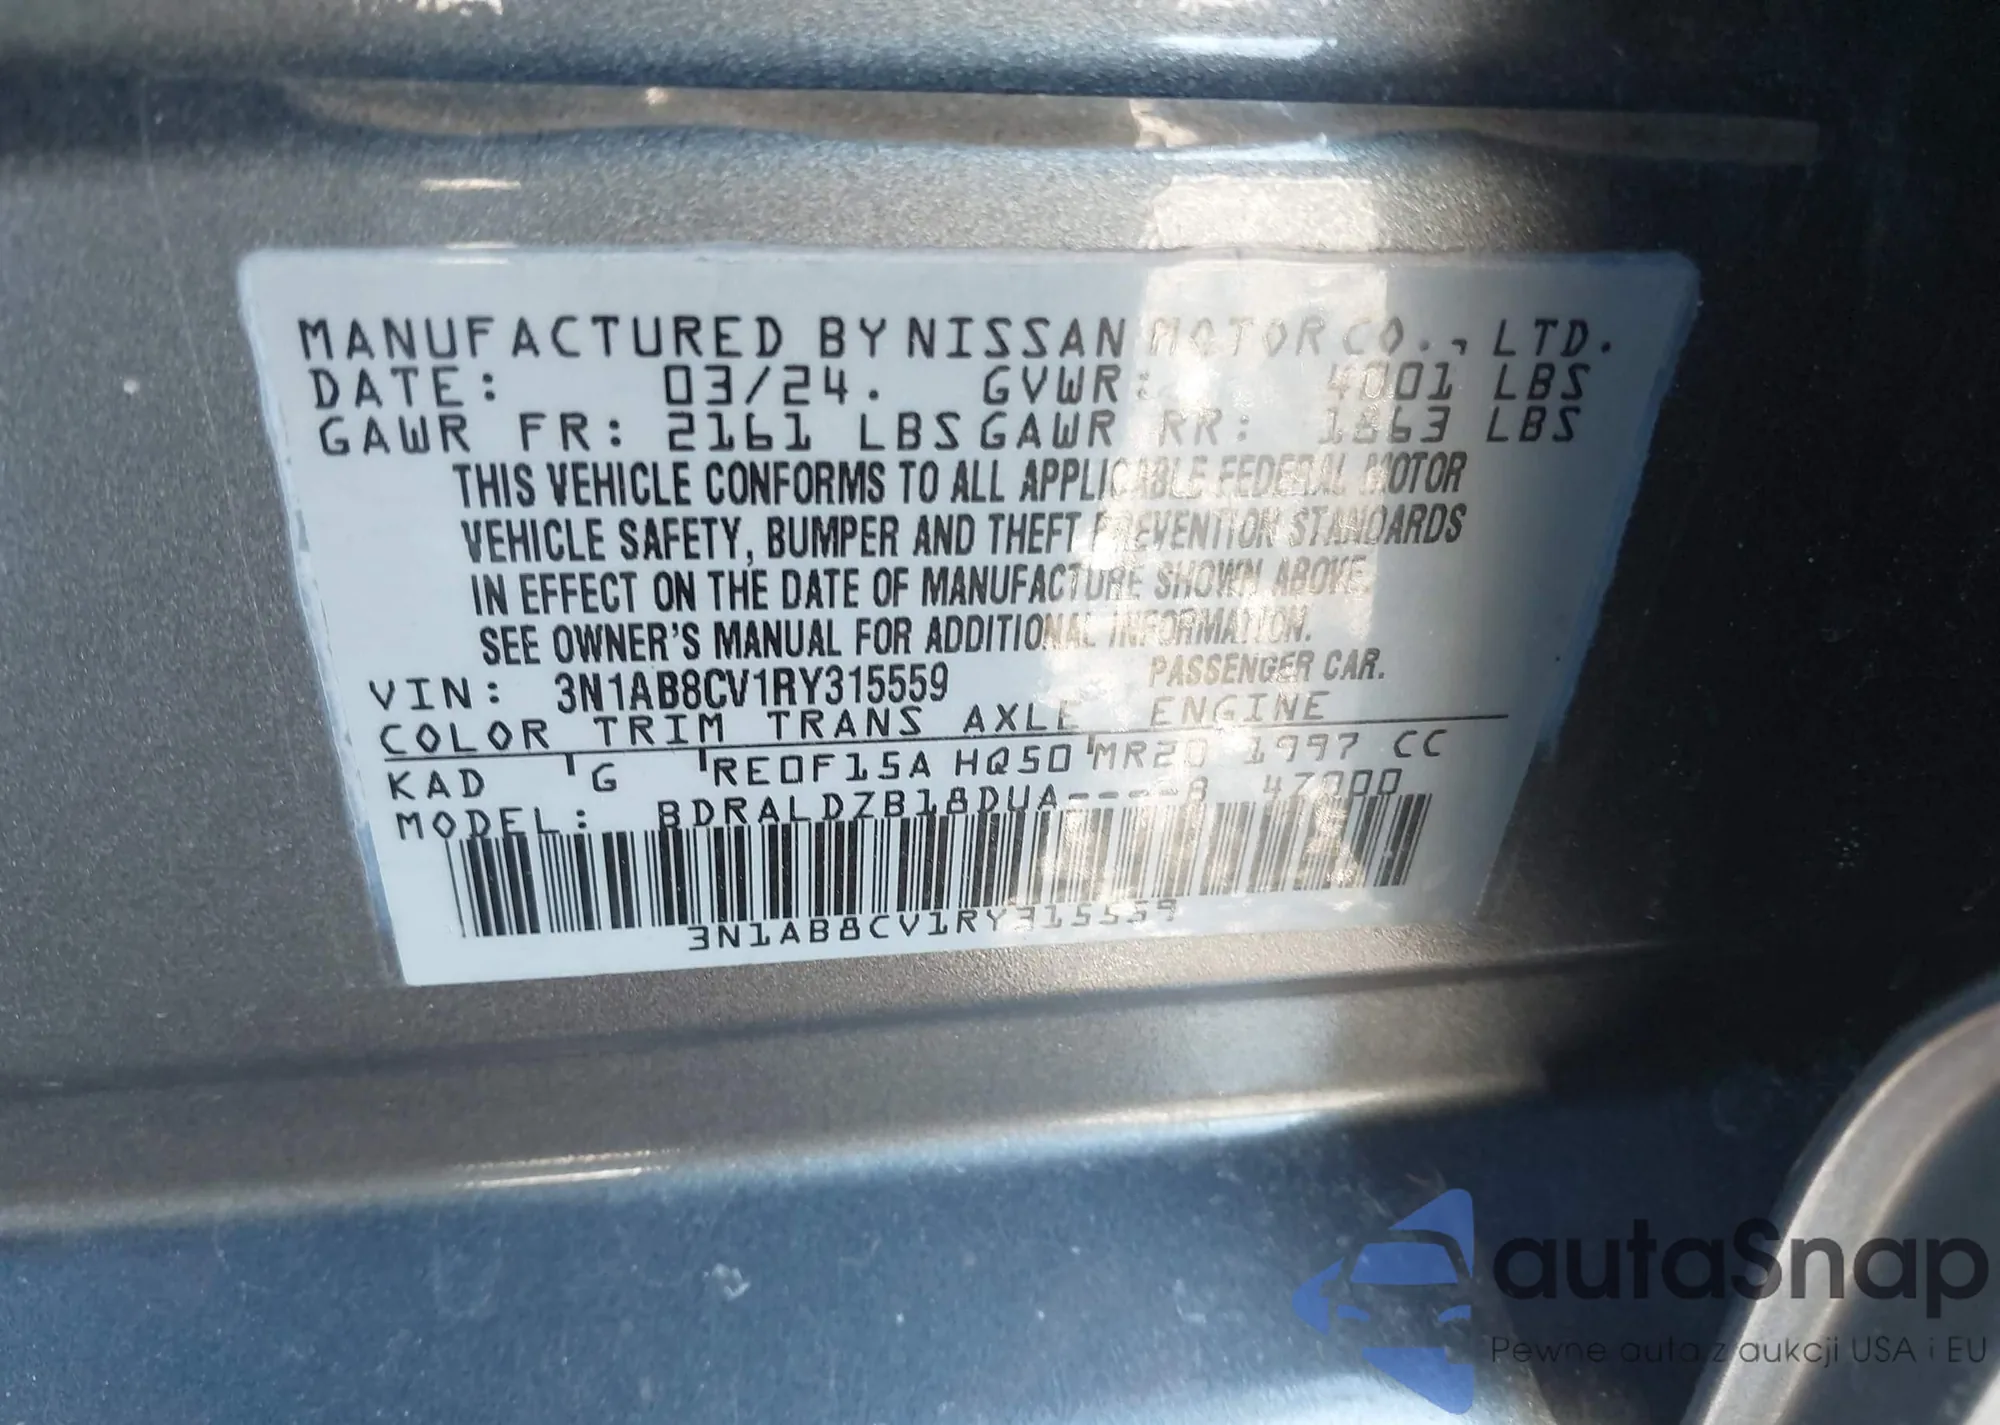 MANUFACTURED BY NISSAN MOTOR CO., LTD.
DATE: 03/24. GVWR: 4001 LBS
GAWR FR: 2161 LBS GAWR RR: 1863 LBS
THIS VEHICLE CONFORMS TO ALL APPLICABLE FEDERAL MOTOR
VEHICLE SAFETY, BUMPER AND THEFT PREVENTION STANDARDS
IN EFFECT ON THE DATE OF MANUFACTURE SHOWN ABOVE.
SEE OWNER'S MANUAL FOR ADDITIONAL INFORMATION.
VIN: 3N1AB8CV1RY315559 PASSENGER CAR.
COLOR TRIM TRANS AXLE ENGINE
KAD G RE0F15A HQ50 MR20 1997 CC
MODEL: BDRALDZB18DUA----B 47000
3N1AB8CV1RY315559
autaSnap
Pewne auta z aukcji USA i EU